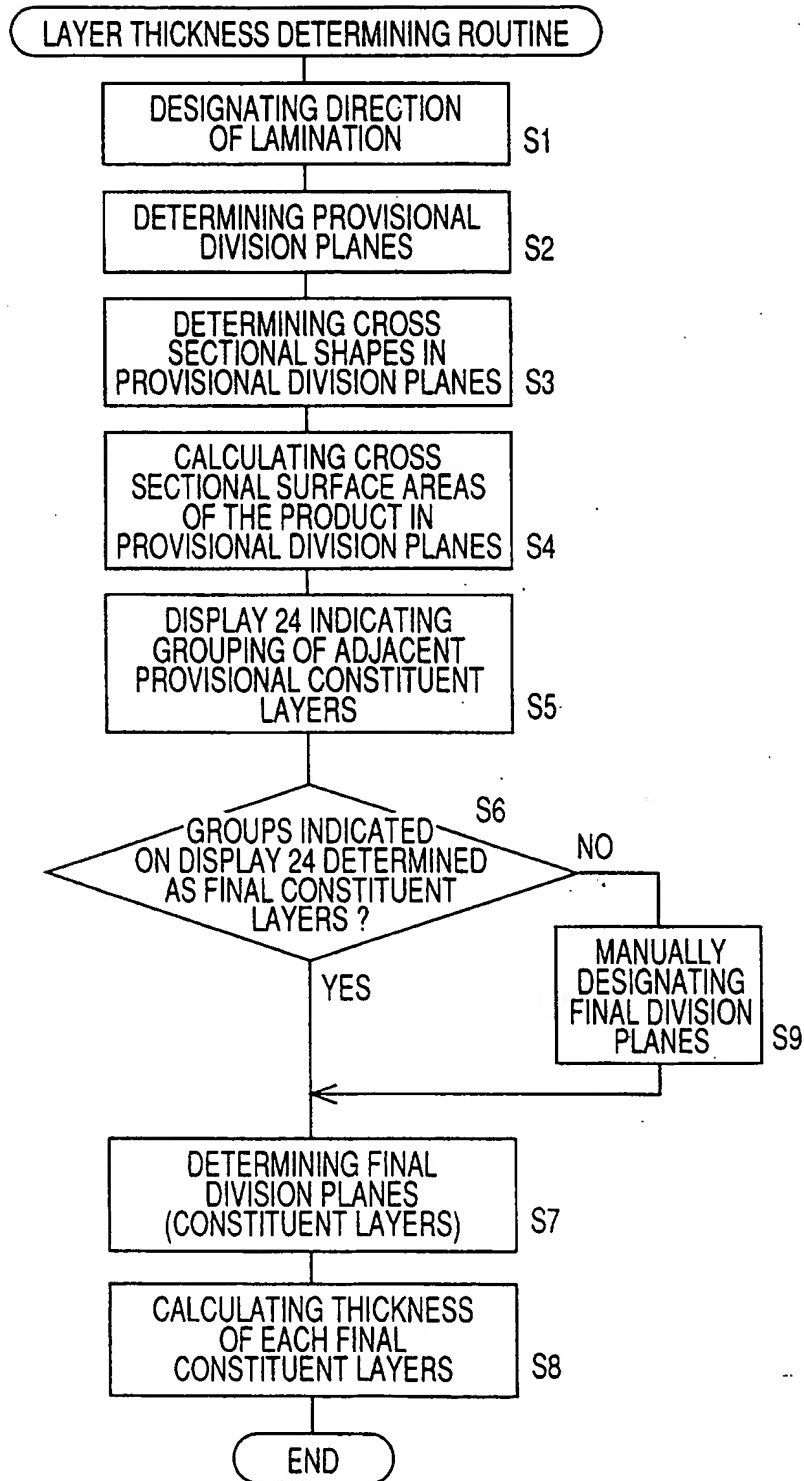 LAYER THICKNESS DETERMINING ROUTINE
DESIGNATING DIRECTION
OF LAMINATION
S1
DETERMINING PROVISIONAL
DIVISION PLANES
S2
DETERMINING CROSS
SECTIONAL SHAPES IN
PROVISIONAL DIVISION PLANES
S3
CALCULATING CROSS
SECTIONAL SURFACE AREAS
OF THE PRODUCT IN
PROVISIONAL DIVISION PLANES
S4
DISPLAY 24 INDICATING
GROUPING OF ADJACENT
PROVISIONAL CONSTITUENT
LAYERS
S5
S6
GROUPS INDICATED
ON DISPLAY 24 DETERMINED
AS FINAL CONSTITUENT
LAYERS ?
NO
YES
MANUALLY
DESIGNATING
FINAL DIVISION
PLANES
S9
DETERMINING FINAL
DIVISION PLANES
(CONSTITUENT LAYERS)
S7
CALCULATING THICKNESS
OF EACH FINAL
CONSTITUENT LAYERS
S8
END